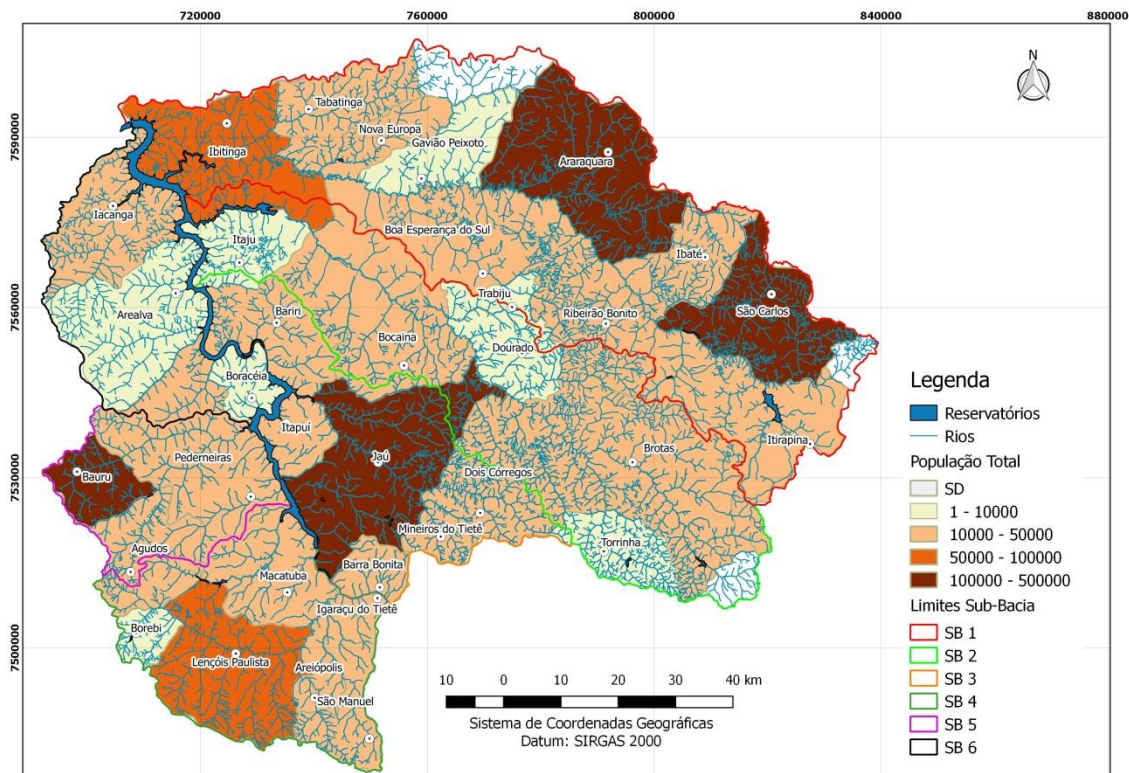 720000 760000 800000 840000 880000
N
7590000
7560000
7530000
7500000
Tabatinga
Nova Europa
Gavião Peixoto
Ibitinga
Araraquara
Iacanga
Boa Esperança do Sul
Itaju
Ibaté
Trabiju
Arealva
Bariri
Ribeirão Bonito
São Carlos
Bocaina
Dourado
Boracéia
Itapuí
Itirapina
Brotas
Pederneiras
Jaú
Dois Córregos
Bauru
Mineiros do Tietê
Torrinha
Agudos
Barra Bonita
Macatuba
Igaraçu do Tietê
Borebi
Lençóis Paulista
Areiópolis
São Manuel
Legenda
Reservatórios
Rios
População Total
SD
1 - 10000
10000 - 50000
50000 - 100000
100000 - 500000
Limites Sub-Bacia
SB 1
SB 2
SB 3
SB 4
SB 5
SB 6
10 0 10 20 30 40 km
Sistema de Coordenadas Geográficas
Datum: SIRGAS 2000